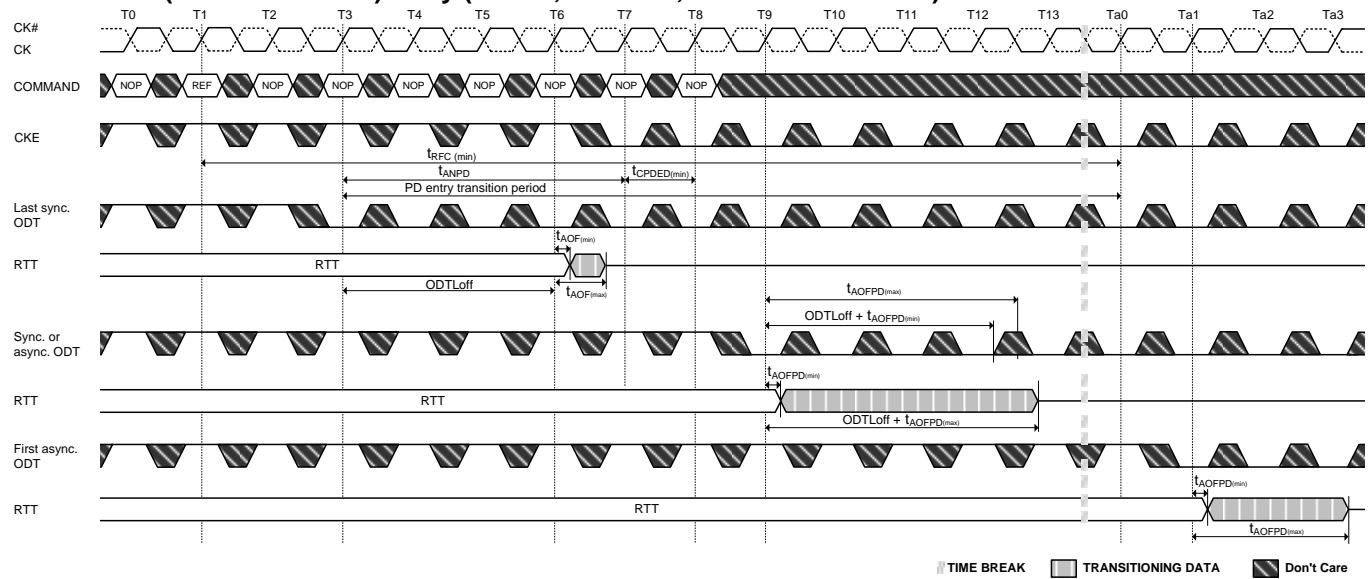 T0 T1 T2 T3 T4 T5 T6 T7 T8 T9 T10 T11 T12 T13 Ta0 Ta1 Ta2 Ta3
CK#
CK
COMMAND NOP REF NOP NOP NOP NOP NOP NOP NOP
CKE
tRFC (min)
tANPD tCPDED(min)
PD entry transition period
Last sync.
ODT
tAOF(min)
RTT RTT
ODTLoff tAOF(max)
tAOFPD(max)
ODTLoff + tAOFPD(min)
Sync. or
async. ODT
tAOFPD(min)
RTT RTT
ODTLoff + tAOFPD(max)
First async.
ODT
tAOFPD(min)
RTT RTT
tAOFPD(max)
TIME BREAK TRANSITIONING DATA Don't Care